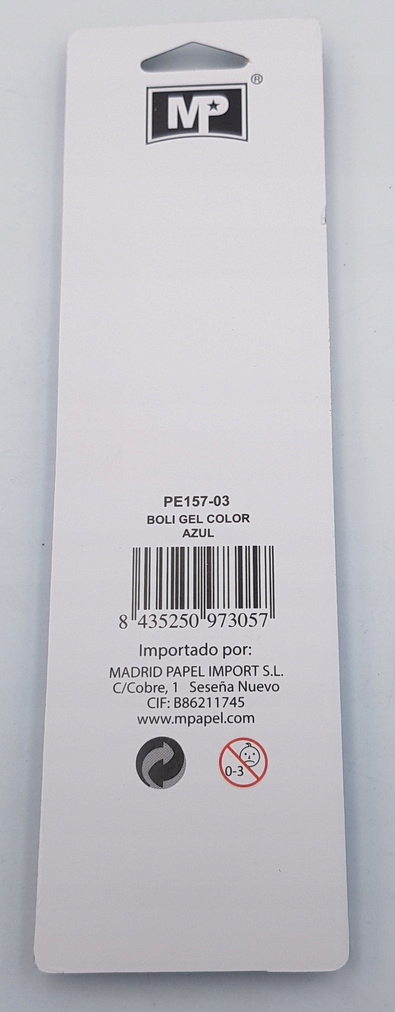 MP®
PE157-03
BOLI GEL COLOR
AZUL
8 435250 973057
Importado por:
MADRID PAPEL IMPORT S.L.
C/Cobre, 1 Seseña Nuevo
CIF: B86211745
www.mpapel.com
0-3